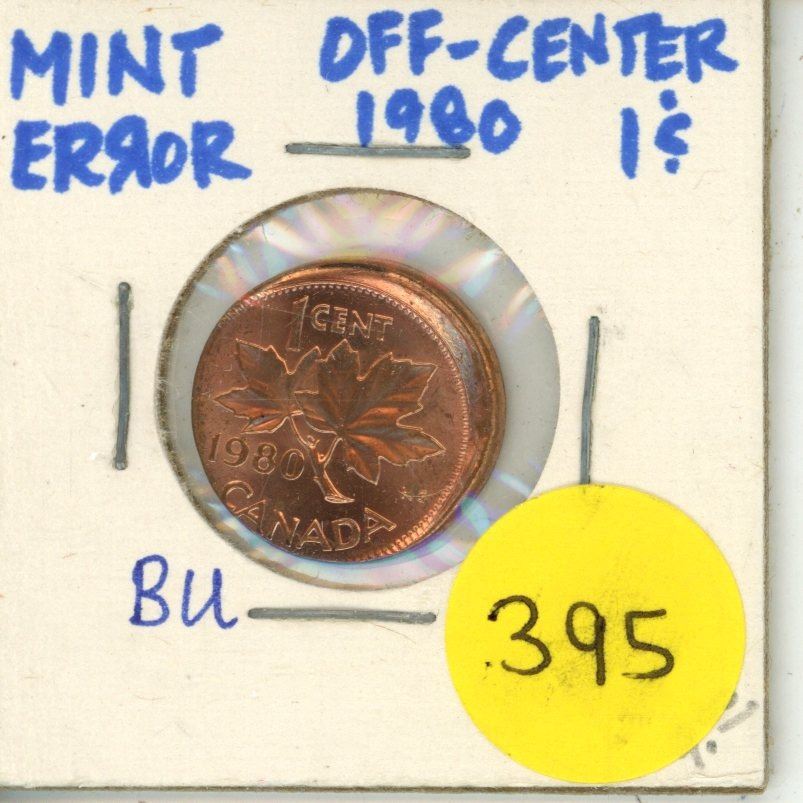 MINT OFF-CENTER
ERROR 1980 1¢
1 CENT
1980
CANADA
BU
395